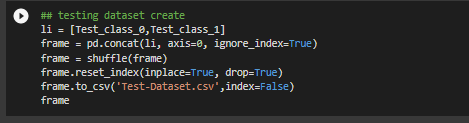 ## testing dataset create
li = [Test_class_0,Test_class_1]
frame = pd.concat(li, axis=0, ignore_index=True)
frame = shuffle(frame)
frame.reset_index(inplace=True, drop=True)
frame.to_csv('Test-Dataset.csv',index=False)
frame